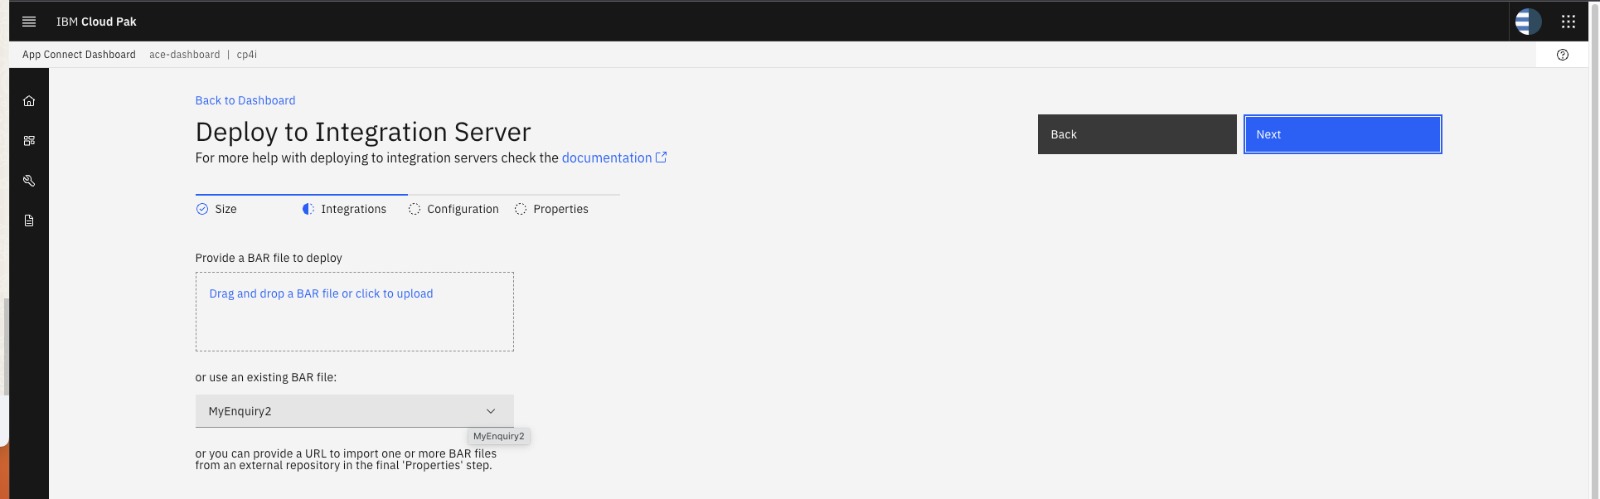 IBM Cloud Pak
App Connect Dashboard ace-dashboard | cp4i
Back to Dashboard
Deploy to Integration Server
For more help with deploying to integration servers check the documentation
Back
Next
Size Integrations Configuration Properties
Provide a BAR file to deploy
Drag and drop a BAR file or click to upload
or use an existing BAR file:
MyEnquiry2
MyEnquiry2
or you can provide a URL to import one or more BAR files
from an external repository in the final 'Properties' step.